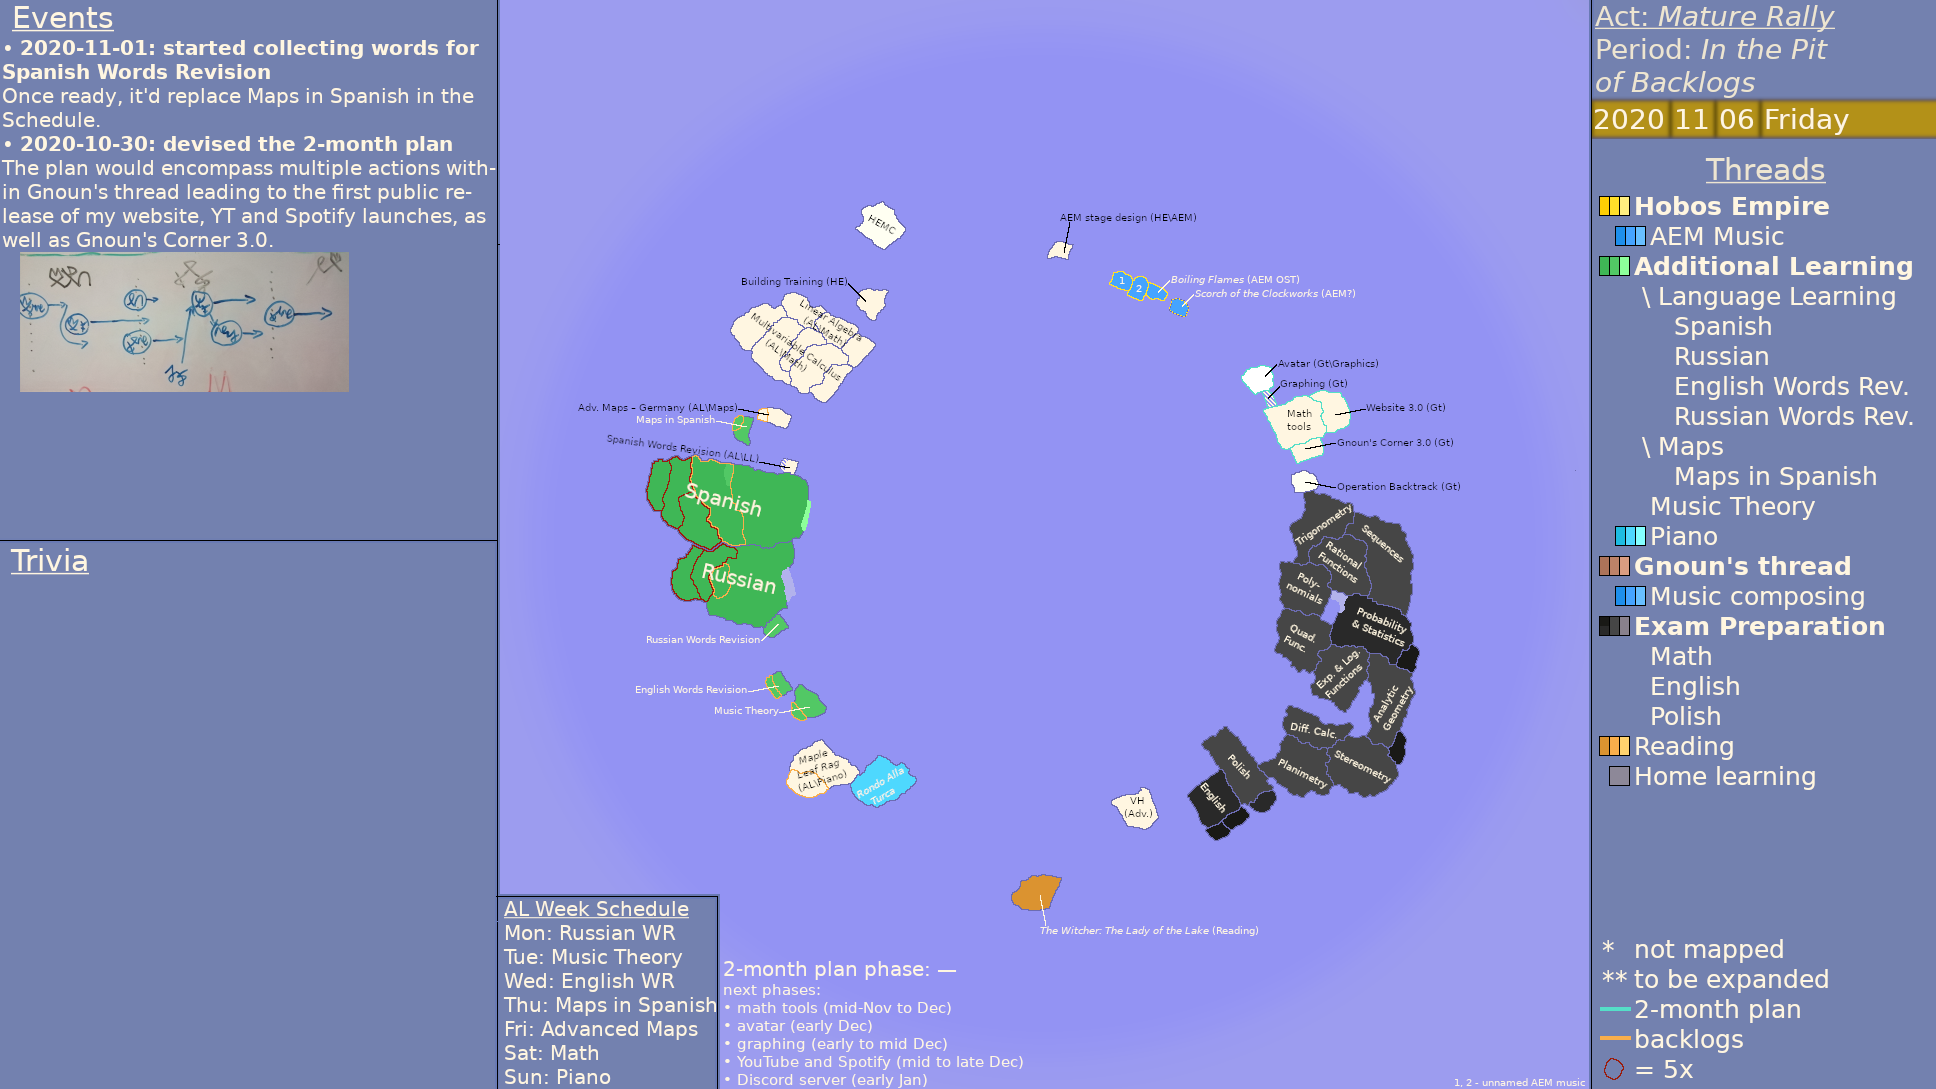 Events
• 2020-11-01: started collecting words for
Spanish Words Revision
Once ready, it'd replace Maps in Spanish in the
Schedule.
• 2020-10-30: devised the 2-month plan
The plan would encompass multiple actions with-
in Gnoun's thread leading to the first public re-
lease of my website, YT and Spotify launches, as
well as Gnoun's Corner 3.0.
Trivia
HEMC
AEM stage design (HE\AEM)
Building Training (HE)
1
2
Boiling Flames (AEM OST)
Scorch of the Clockworks (AEM?)
Linear Algebra
(AL\Math)
Multivariable Calculus
(AL\Math)
Adv. Maps – Germany (AL\Maps)
Maps in Spanish
Spanish Words Revision (AL\LL)
Spanish
Russian
Russian Words Revision
English Words Revision
Music Theory
Maple
Leaf Rag
(AL\Piano)
Rondo Alla
Turca
Avatar (Gt\Graphics)
Graphing (Gt)
Math
tools
Website 3.0 (Gt)
Gnoun's Corner 3.0 (Gt)
Operation Backtrack (Gt)
Trigonometry
Sequences
Rational
Functions
Poly-
nomials
Probability
& Statistics
Quad.
Func.
Exp. & Log.
Functions
Analytic
Geometry
Diff. Calc.
Planimetry
Stereometry
Polish
English
VH
(Adv.)
The Witcher: The Lady of the Lake (Reading)
AL Week Schedule
Mon: Russian WR
Tue: Music Theory
Wed: English WR
Thu: Maps in Spanish
Fri: Advanced Maps
Sat: Math
Sun: Piano
2-month plan phase: —
next phases:
• math tools (mid-Nov to Dec)
• avatar (early Dec)
• graphing (early to mid Dec)
• YouTube and Spotify (mid to late Dec)
• Discord server (early Jan)
1, 2 - unnamed AEM music
Act: Mature Rally
Period: In the Pit
of Backlogs
2020 11 06 Friday
Threads
Hobos Empire
AEM Music
Additional Learning
\ Language Learning
Spanish
Russian
English Words Rev.
Russian Words Rev.
\ Maps
Maps in Spanish
Music Theory
Piano
Gnoun's thread
Music composing
Exam Preparation
Math
English
Polish
Reading
Home learning
* not mapped
** to be expanded
2-month plan
backlogs
= 5x